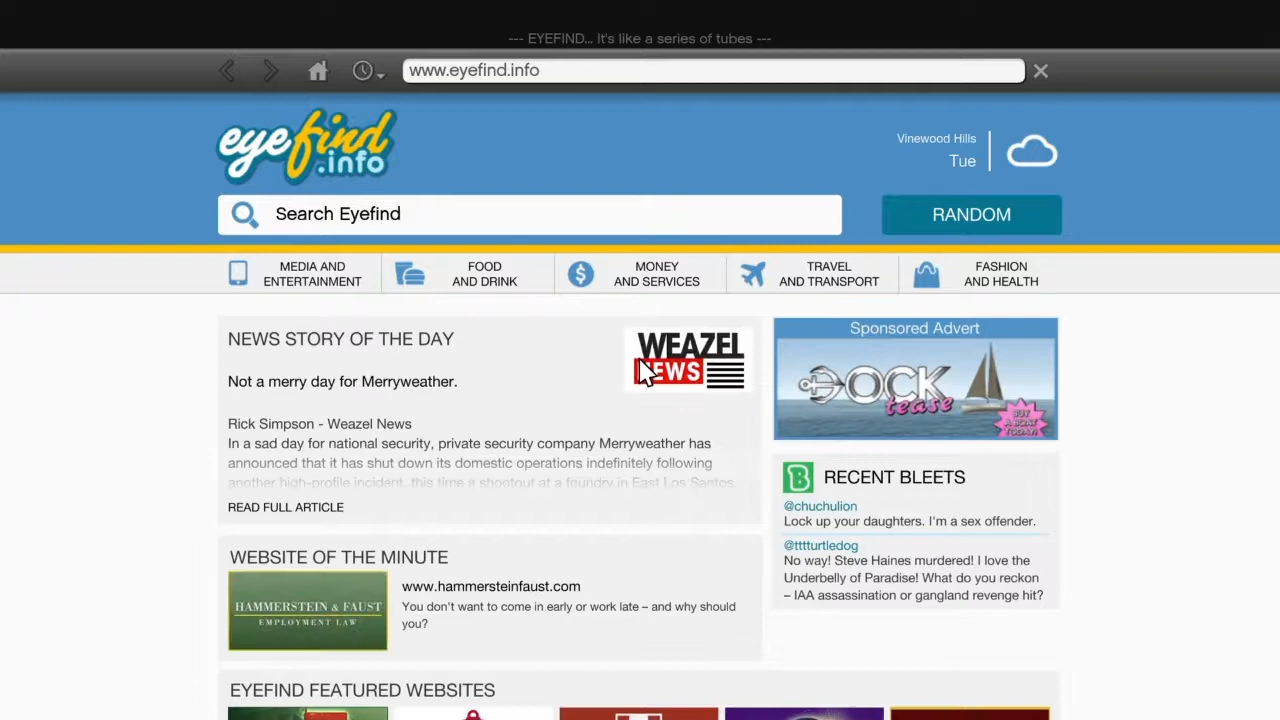 --- EYEFIND... It's like a series of tubes ---
www.eyefind.info
eyefind
.info
Vinewood Hills
Tue
Search Eyefind
RANDOM
MEDIA AND
ENTERTAINMENT
FOOD
AND DRINK
MONEY
AND SERVICES
TRAVEL
AND TRANSPORT
FASHION
AND HEALTH
NEWS STORY OF THE DAY
WEAZEL
NEWS
Not a merry day for Merryweather.
Rick Simpson - Weazel News
In a sad day for national security, private security company Merryweather has
announced that it has shut down its domestic operations indefinitely following
another high-profile incident, this time a shootout at a foundry in East Los Santos.
READ FULL ARTICLE
Sponsored Advert
DOCK
tease
BUY
A BOAT
TODAY!
RECENT BLEETS
@chuchulion
Lock up your daughters. I'm a sex offender.
@tttturtledog
No way! Steve Haines murdered! I love the
Underbelly of Paradise! What do you reckon
– IAA assassination or gangland revenge hit?
WEBSITE OF THE MINUTE
HAMMERSTEIN & FAUST
EMPLOYMENT LAW
www.hammersteinfaust.com
You don't want to come in early or work late – and why should
you?
EYEFIND FEATURED WEBSITES